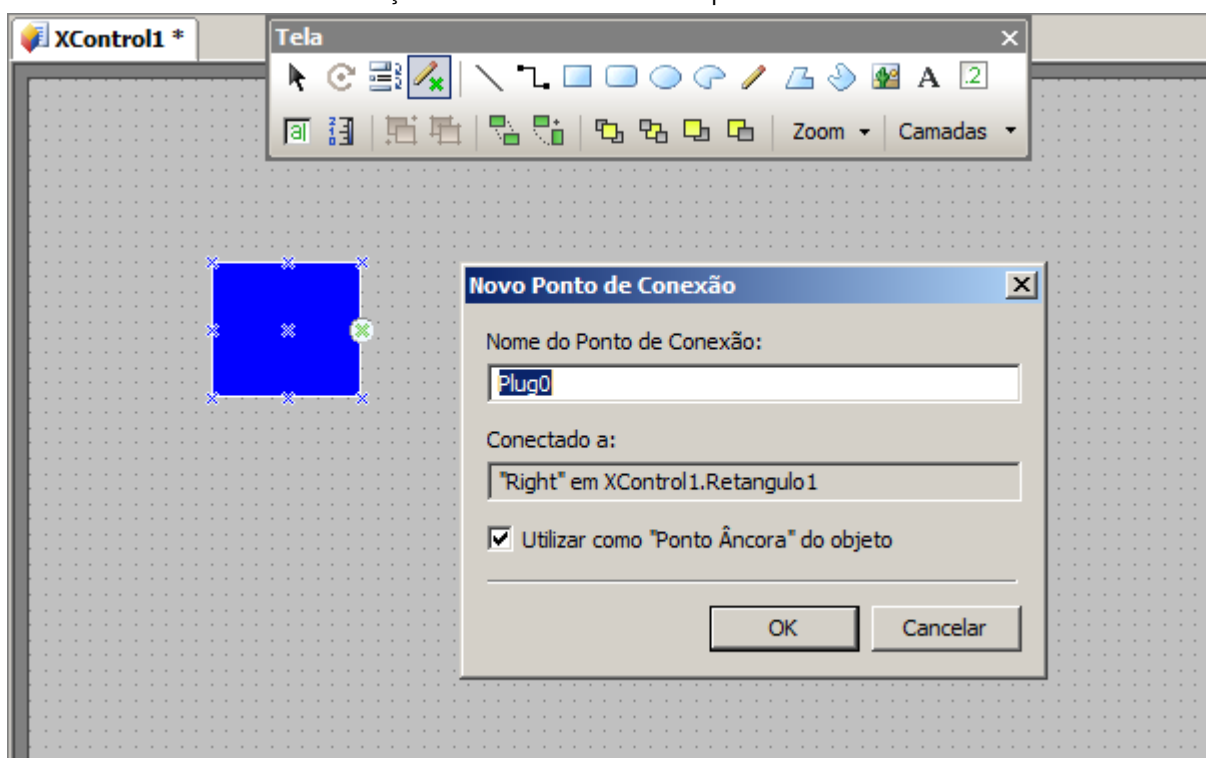 XControl1 *
Tela
A
.2
a
Zoom
Camadas
Novo Ponto de Conexão
Nome do Ponto de Conexão:
Plug0
Conectado a:
"Right" em XControl1.Retangulo1
Utilizar como "Ponto Âncora" do objeto
OK
Cancelar